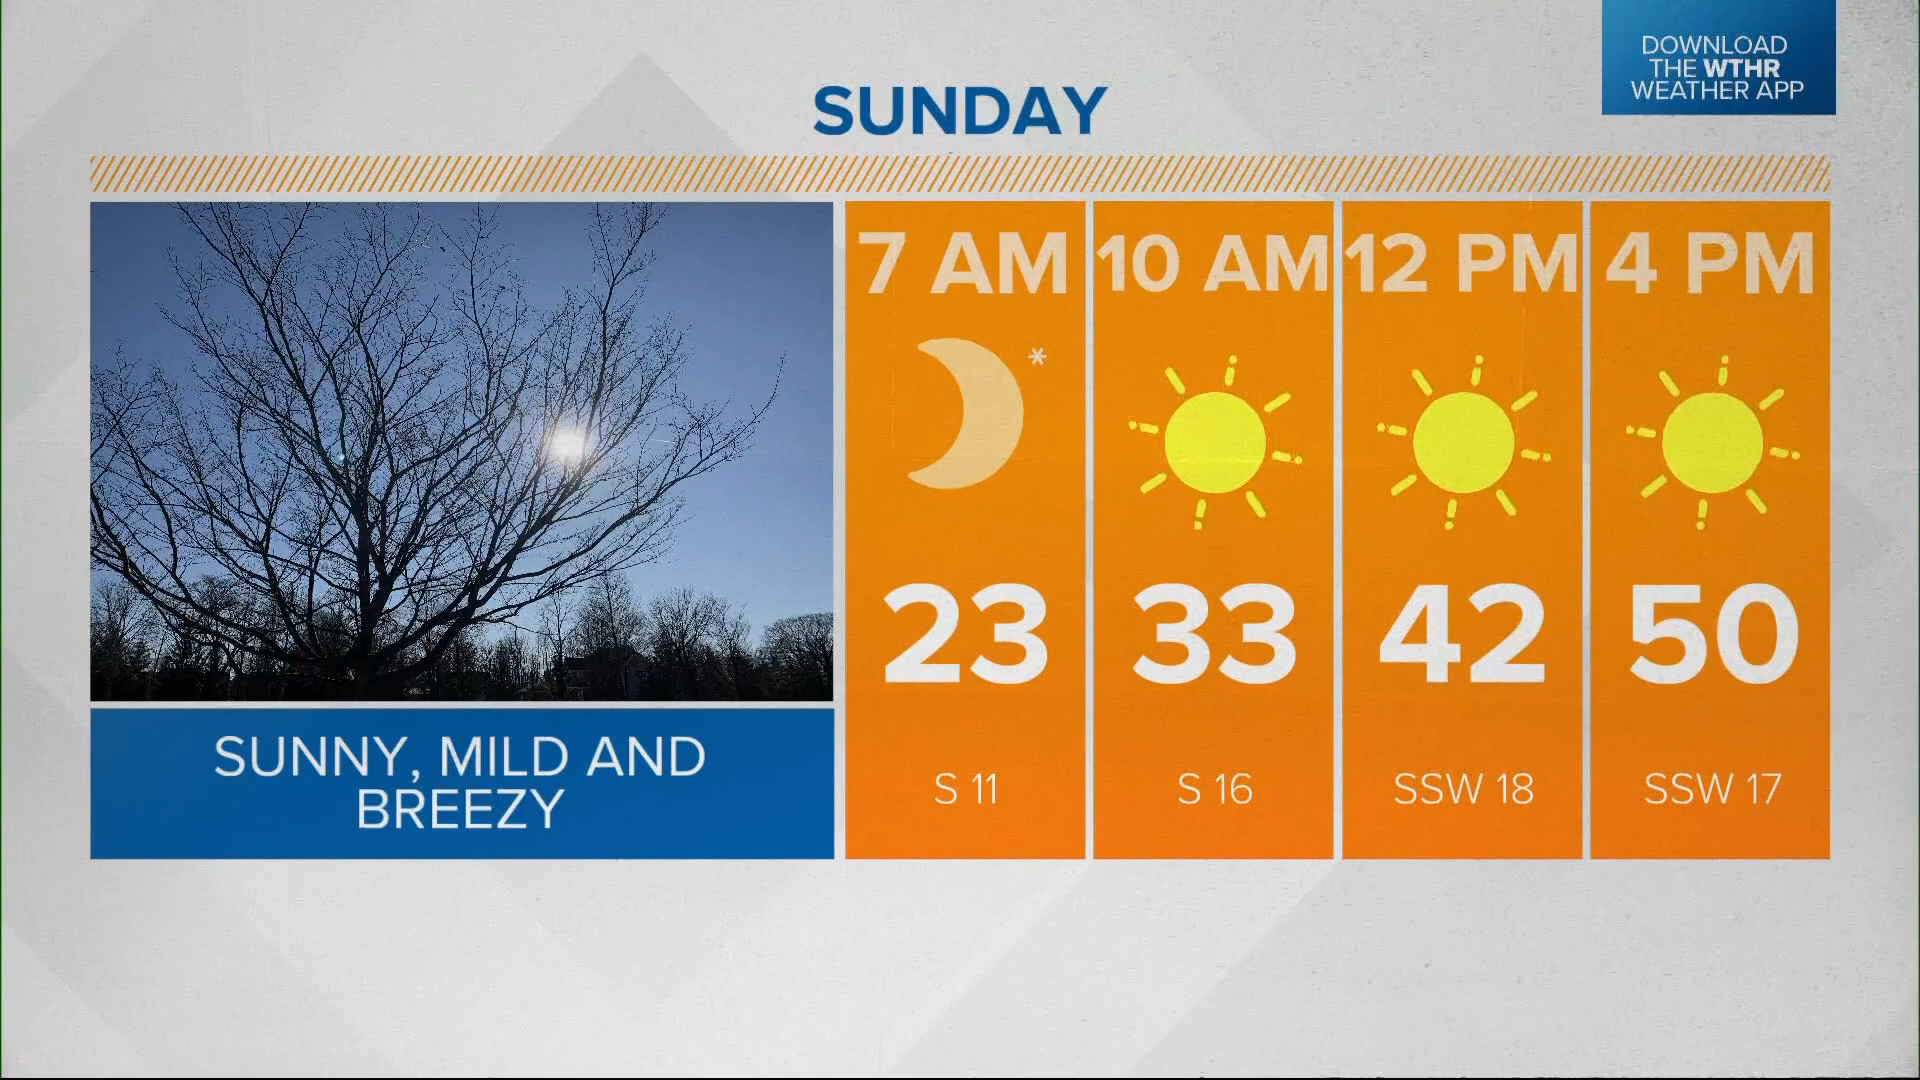 DOWNLOAD
THE WTHR
WEATHER APP
SUNDAY
7 AM
10 AM
12 PM
4 PM
*
23
33
42
50
S 11
S 16
SSW 18
SSW 17
SUNNY, MILD AND
BREEZY